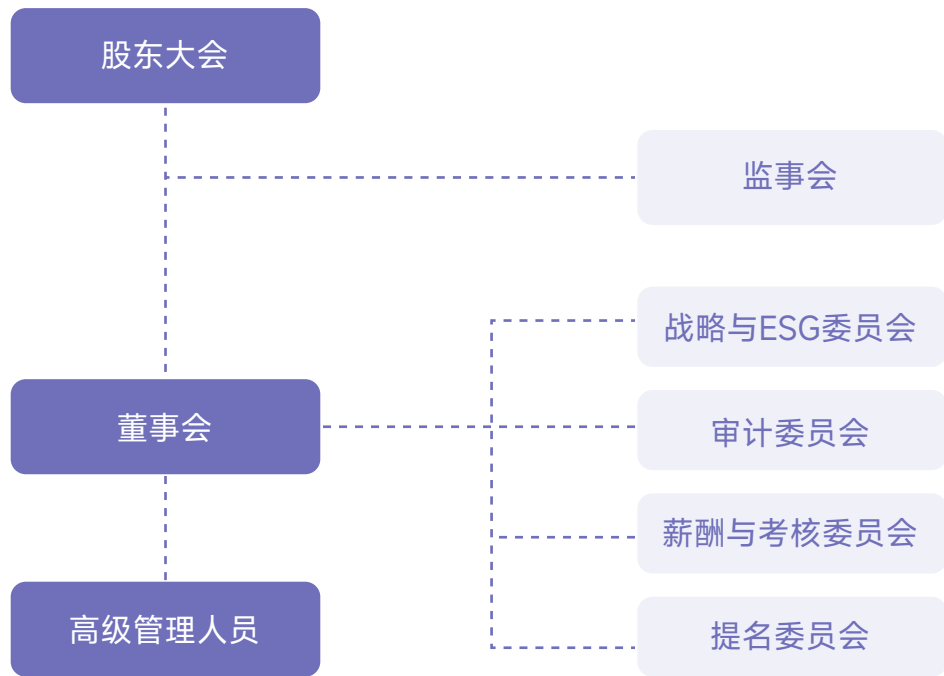 股东大会
监事会
战略与ESG委员会
董事会
审计委员会
薪酬与考核委员会
高级管理人员
提名委员会